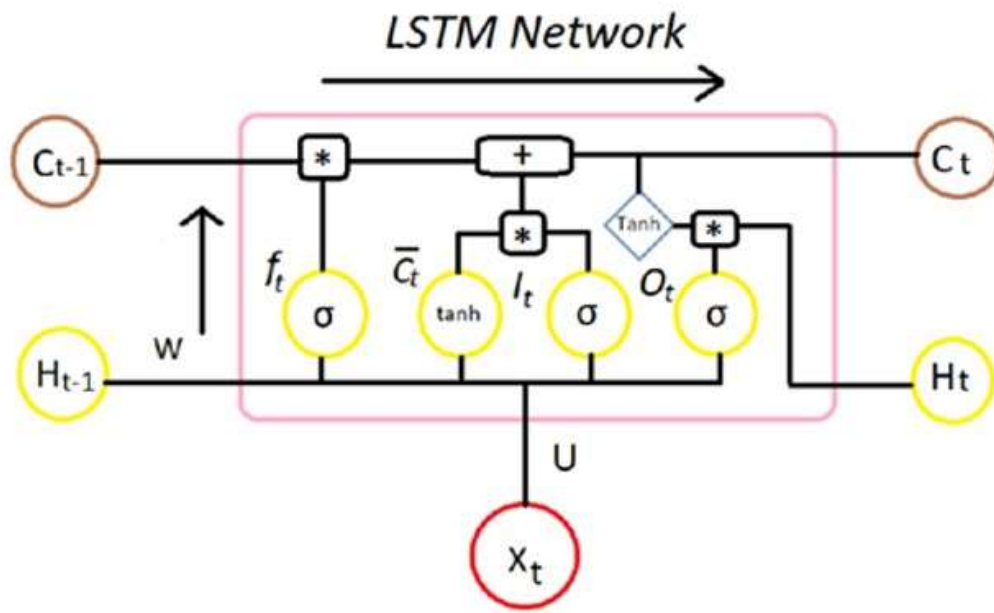 LSTM Network
Ct-1
*
+
Ct
Tanh
*
*
ft
C̅t
It
Ot
σ
tanh
σ
σ
W
Ht-1
Ht
U
Xt